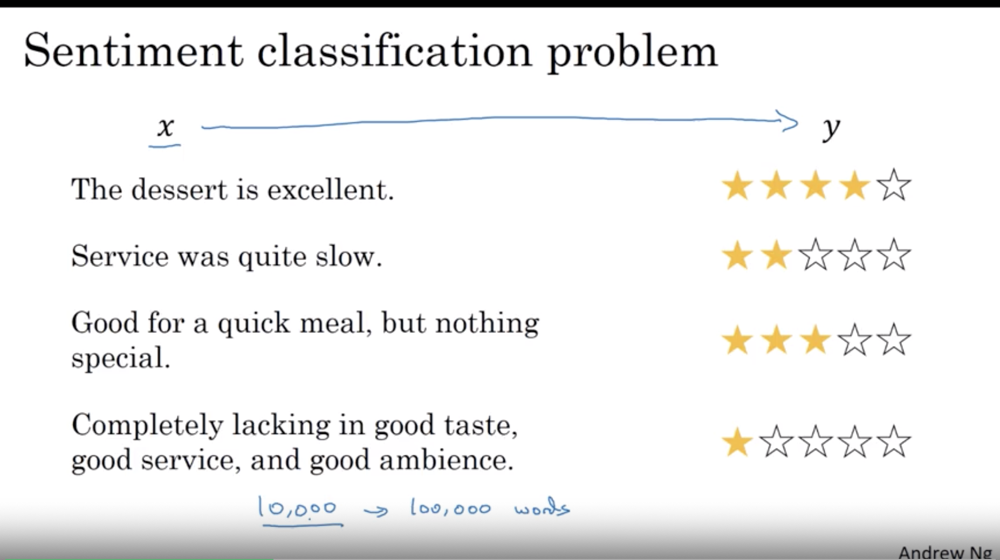 Sentiment classification problem
x y
The dessert is excellent.
Service was quite slow.
Good for a quick meal, but nothing
special.
Completely lacking in good taste,
good service, and good ambience.
10,000 → 100,000 words
Andrew Ng